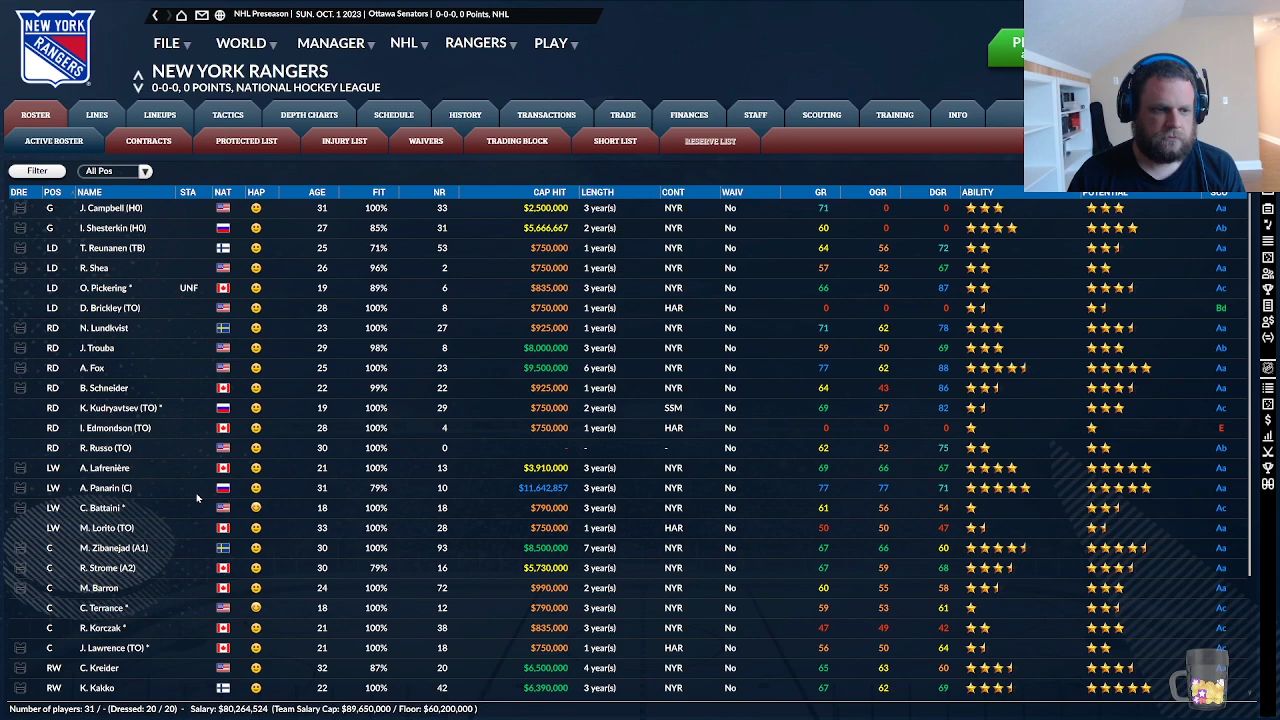 NEW YORK
RANGERS
NHL Preseason | SUN. OCT. 1 2023 | Ottawa Senators | 0-0-0, 0 Points, NHL
FILE WORLD MANAGER NHL RANGERS PLAY
NEW YORK RANGERS
0-0-0, 0 POINTS, NATIONAL HOCKEY LEAGUE
ROSTER LINES LINEUPS TACTICS DEPTH CHARTS SCHEDULE HISTORY TRANSACTIONS TRADE FINANCES STAFF SCOUTING TRAINING INFO
ACTIVE ROSTER CONTRACTS PROTECTED LIST INJURY LIST WAIVERS TRADING BLOCK SHORT LIST RESERVE LIST
Filter All Pos
DRE POS NAME STA NAT HAP AGE FIT NR CAP HIT LENGTH CONT WAIV GR OGR DGR ABILITY POTENTIAL SCO
G J. Campbell (H0) 31 100% 33 $2,500,000 3 year(s) NYR No 71 0 0 Aa
G I. Shesterkin (H0) 27 85% 31 $5,666,667 2 year(s) NYR No 60 0 0 Ab
LD T. Reunanen (TB) 25 71% 53 $750,000 1 year(s) NYR No 64 56 72 Aa
LD R. Shea 26 96% 2 $750,000 1 year(s) NYR No 57 52 67 Aa
LD O. Pickering * UNF 19 89% 6 $835,000 3 year(s) NYR No 66 50 87 Ac
LD D. Brickley (TO) 28 100% 8 $750,000 1 year(s) HAR No 0 0 0 Bd
RD N. Lundkvist 23 100% 27 $925,000 1 year(s) NYR No 71 62 78 Aa
RD J. Trouba 29 98% 8 $8,000,000 3 year(s) NYR No 59 50 69 Ab
RD A. Fox 25 100% 23 $9,500,000 6 year(s) NYR No 77 62 88 Aa
RD B. Schneider 22 99% 22 $925,000 1 year(s) NYR No 64 43 86 Aa
RD K. Kudryavtsev (TO) * 19 100% 29 $750,000 2 year(s) SSM No 69 57 82 Ac
RD I. Edmondson (TO) 28 100% 4 $750,000 1 year(s) HAR No 0 0 0 E
RD R. Russo (TO) 30 100% 0 - - - No 62 52 75 Ab
LW A. Lafrenière 21 100% 13 $3,910,000 3 year(s) NYR No 69 66 67 Aa
LW A. Panarin (C) 31 79% 10 $11,642,857 3 year(s) NYR No 77 77 71 Aa
LW C. Battaini * 18 100% 18 $790,000 3 year(s) NYR No 61 56 54 Ac
LW M. Lorito (TO) 33 100% 28 $750,000 1 year(s) HAR No 50 50 47 Aa
C M. Zibanejad (A1) 30 79% 93 $8,500,000 7 year(s) NYR No 67 66 60 Aa
C R. Strome (A2) 30 79% 16 $5,730,000 3 year(s) NYR No 67 59 68 Aa
C M. Barron 24 100% 72 $990,000 2 year(s) NYR No 60 55 58 Aa
C C. Terrance * 18 100% 12 $790,000 3 year(s) NYR No 59 53 61 Ac
C R. Korczak * 21 100% 38 $835,000 3 year(s) NYR No 47 49 42 Ac
C J. Lawrence (TO) * 21 100% 18 $750,000 1 year(s) HAR No 56 50 64 Ac
RW C. Kreider 32 87% 20 $6,500,000 4 year(s) NYR No 65 63 60
RW K. Kakko 22 100% 42 $6,390,000 3 year(s) NYR No 67 62 69
Number of players: 31 / - (Dressed: 20 / 20) - Salary: $80,264,524 (Team Salary Cap: $89,650,000 / Floor: $60,200,000 )